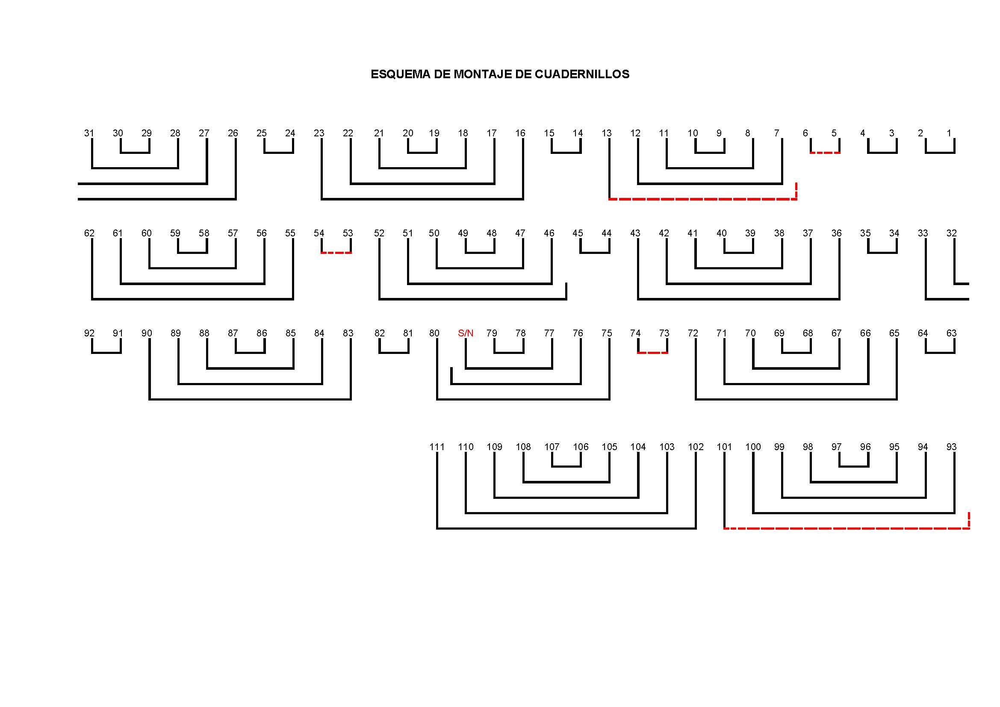 ESQUEMA DE MONTAJE DE CUADERNILLOS
31 30 29 28 27 26 25 24 23 22 21 20 19 18 17 16 15 14 13 12 11 10 9 8 7 6 5 4 3 2 1
62 61 60 59 58 57 56 55 54 53 52 51 50 49 48 47 46 45 44 43 42 41 40 39 38 37 36 35 34 33 32
92 91 90 89 88 87 86 85 84 83 82 81 80 S/N 79 78 77 76 75 74 73 72 71 70 69 68 67 66 65 64 63
111 110 109 108 107 106 105 104 103 102 101 100 99 98 97 96 95 94 93